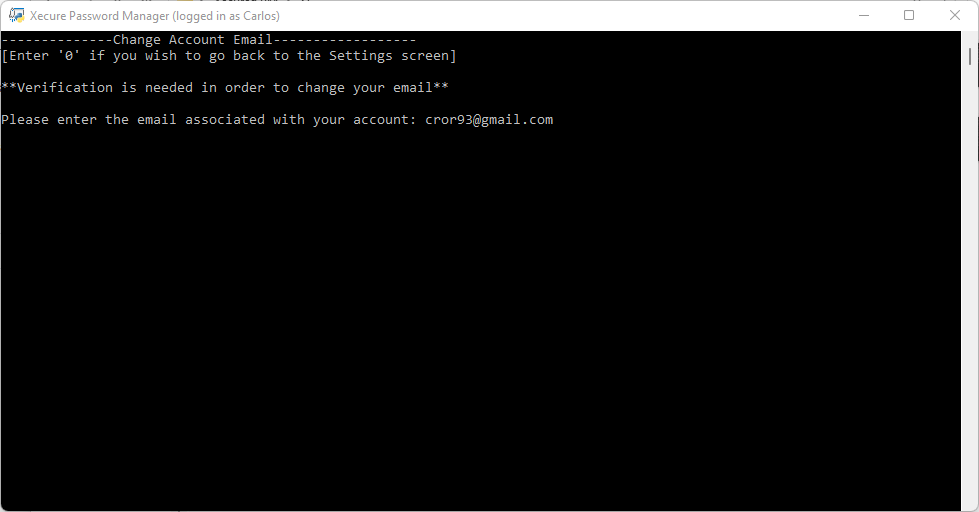 Xecure Password Manager (logged in as Carlos)
--------------Change Account Email------------------
[Enter '0' if you wish to go back to the Settings screen]
**Verification is needed in order to change your email**
Please enter the email associated with your account: cror93@gmail.com